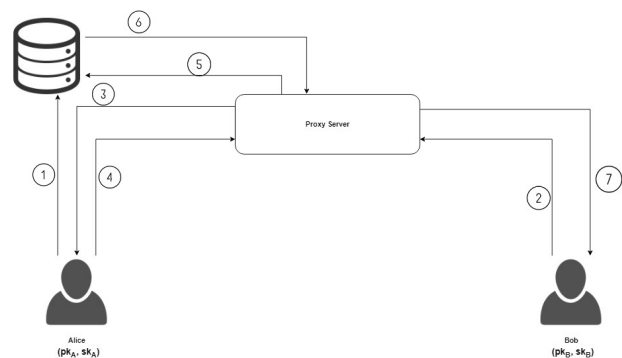 6
5
3
Proxy Server
1
4
2
7
Alice
(pkA, skA)
Bob
(pkB, skB)